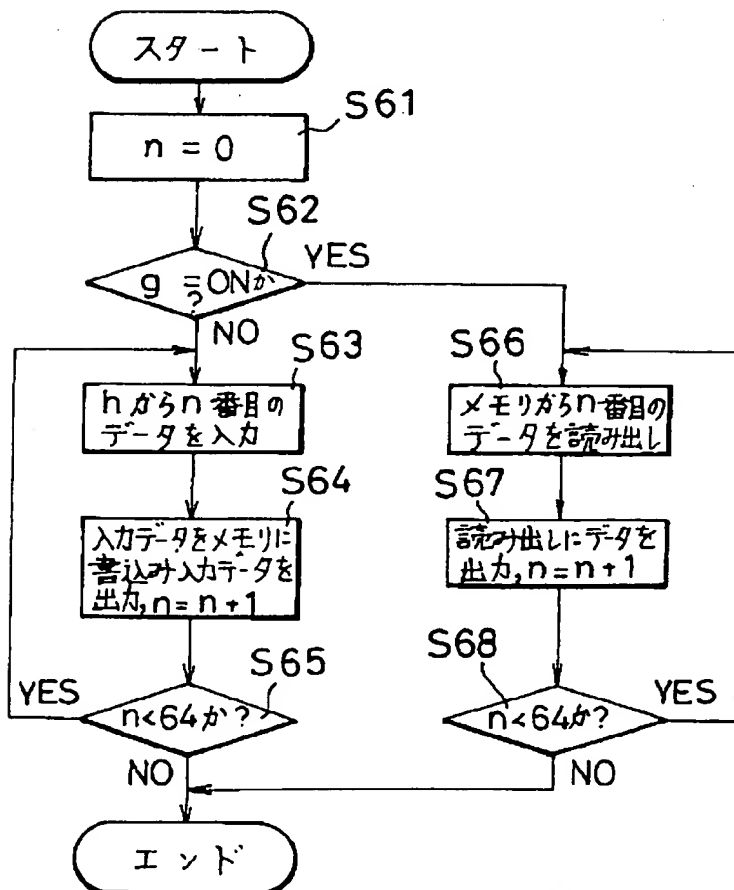 スタート
S61
n = 0
S62
g =ONか
?
YES
NO
S63
hからn番目の
データを入力
S64
入力データをメモリに
書込み入力データを
出力,n=n+1
S65
n<64か?
YES
NO
S66
メモリからn番目の
データを読み出し
S67
読み出しにデータを
出力,n=n+1
S68
n<64か?
YES
NO
エンド